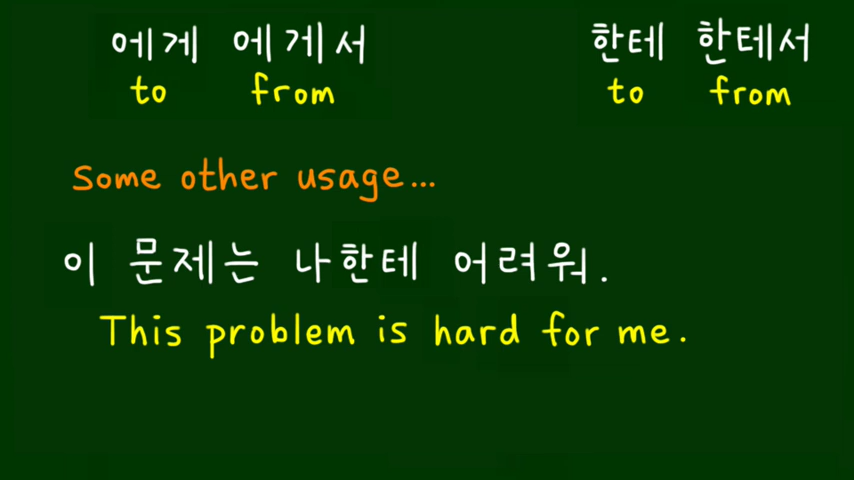 에게 에게서 한테 한테서
to from to from
Some other usage...
이 문제는 나한테 어려워.
This problem is hard for me.